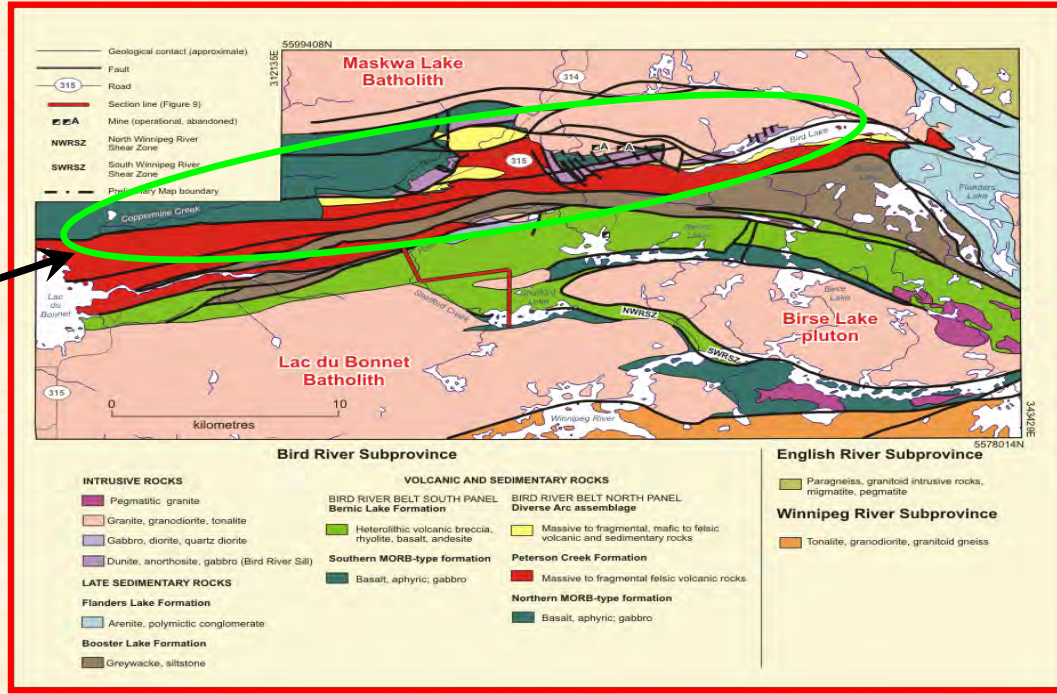 Geological contact (approximate)
Fault
315
Road
Section line (Figure 9)
A
Mine (operational, abandoned)
NWRSZ
North Winnipeg River
Shear Zone
SWRSZ
South Winnipeg River
Shear Zone
Preliminary Map boundary
5599408N
312135E
Maskwa Lake
Batholith
314
315
A
A
Bird Lake
Flanders
Lake
Coppermine Creek
Lac
du
Bonnet
Bernic
Lake
Shatford Creek
Shatford
Lake
Birse
Lake
NWRSZ
SWRSZ
Birse Lake
pluton
Lac du Bonnet
Batholith
315
0
10
kilometres
Winnipeg River
343429E
5578014N
Bird River Subprovince
INTRUSIVE ROCKS
Pegmatitic granite
Granite, granodiorite, tonalite
Gabbro, diorite, quartz diorite
Dunite, anorthosite, gabbro (Bird River Sill)
LATE SEDIMENTARY ROCKS
Flanders Lake Formation
Arenite, polymictic conglomerate
Booster Lake Formation
Greywacke, siltstone
VOLCANIC AND SEDIMENTARY ROCKS
BIRD RIVER BELT SOUTH PANEL
Bernic Lake Formation
Heterolithic volcanic breccia,
rhyolite, basalt, andesite
Southern MORB-type formation
Basalt, aphyric; gabbro
BIRD RIVER BELT NORTH PANEL
Diverse Arc assemblage
Massive to fragmental, mafic to felsic
volcanic and sedimentary rocks
Peterson Creek Formation
Massive to fragmental felsic volcanic rocks
Northern MORB-type formation
Basalt, aphyric; gabbro
English River Subprovince
Paragneiss, granitoid intrusive rocks,
migmatite, pegmatite
Winnipeg River Subprovince
Tonalite, granodiorite, granitoid gneiss